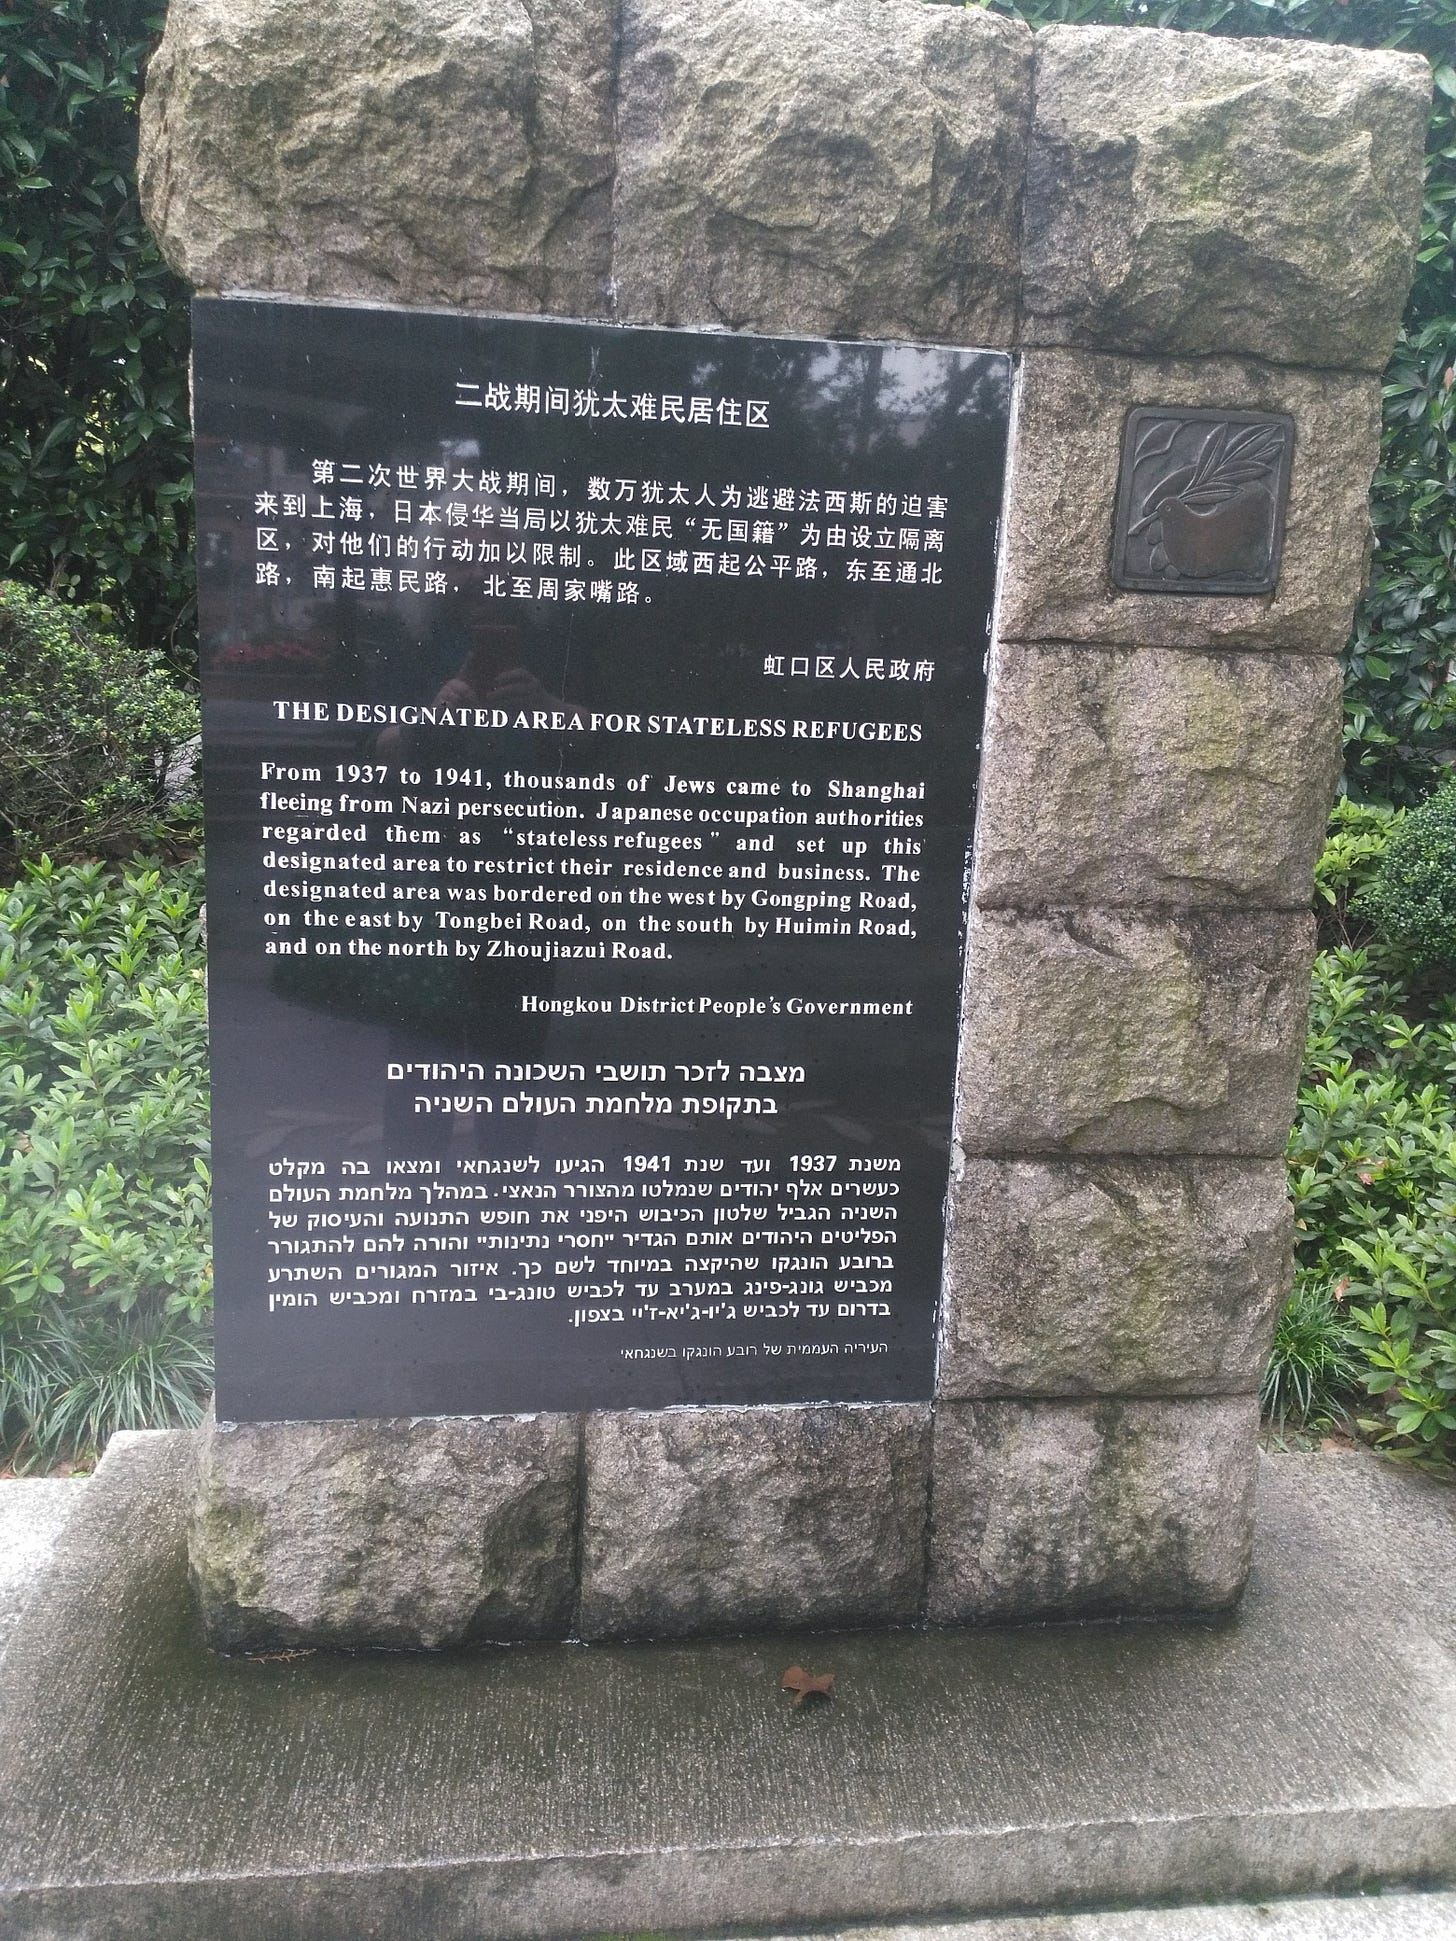 二战期间犹太难民居住区
第二次世界大战期间，数万犹太人为逃避法西斯的迫害
来到上海，日本侵华当局以犹太难民“无国籍”为由设立隔离
区，对他们的行动加以限制。此区域西起公平路，东至通北
路，南起惠民路，北至周家嘴路。
虹口区人民政府
THE DESIGNATED AREA FOR STATELESS REFUGEES
From 1937 to 1941, thousands of Jews came to Shanghai
fleeing from Nazi persecution. Japanese occupation authorities
regarded them as “stateless refugees” and set up this
designated area to restrict their residence and business. The
designated area was bordered on the west by Gongping Road,
on the east by Tongbei Road, on the south by Huimin Road,
and on the north by Zhoujiazui Road.
Hongkou District People’s Government
מצבה לזכר תושבי השכונה היהודים
בתקופת מלחמת העולם השניה
משנת 1937 ועד שנת 1941 הגיעו לשנגחאי ומצאו בה מקלט
כעשרים אלף יהודים שנמלטו מהצורר הנאצי. במהלך מלחמת העולם
השניה הגביל שלטון הכיבוש היפני את חופש התנועה והעיסוק של
הפליטים היהודים אותם הגדיר "חסרי נתינות" והורה להם להתגורר
ברובע הונגקו שהיקצה במיוחד לשם כך. איזור המגורים השתרע
מכביש גונג-פינג במערב עד לכביש טונג-בי במזרח ומכביש הומין
בדרום עד לכביש ג'יו-ג'יא-ז'וי בצפון.
העיריה העממית של רובע הונגקו בשנגחאי